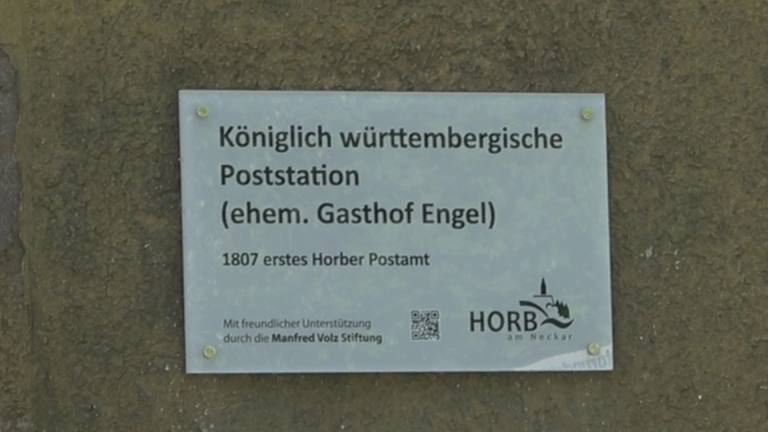 Königlich württembergische
Poststation
(ehem. Gasthof Engel)
1807 erstes Horber Postamt
Mit freundlicher Unterstützung
durch die Manfred Volz Stiftung
HORB
am Neckar